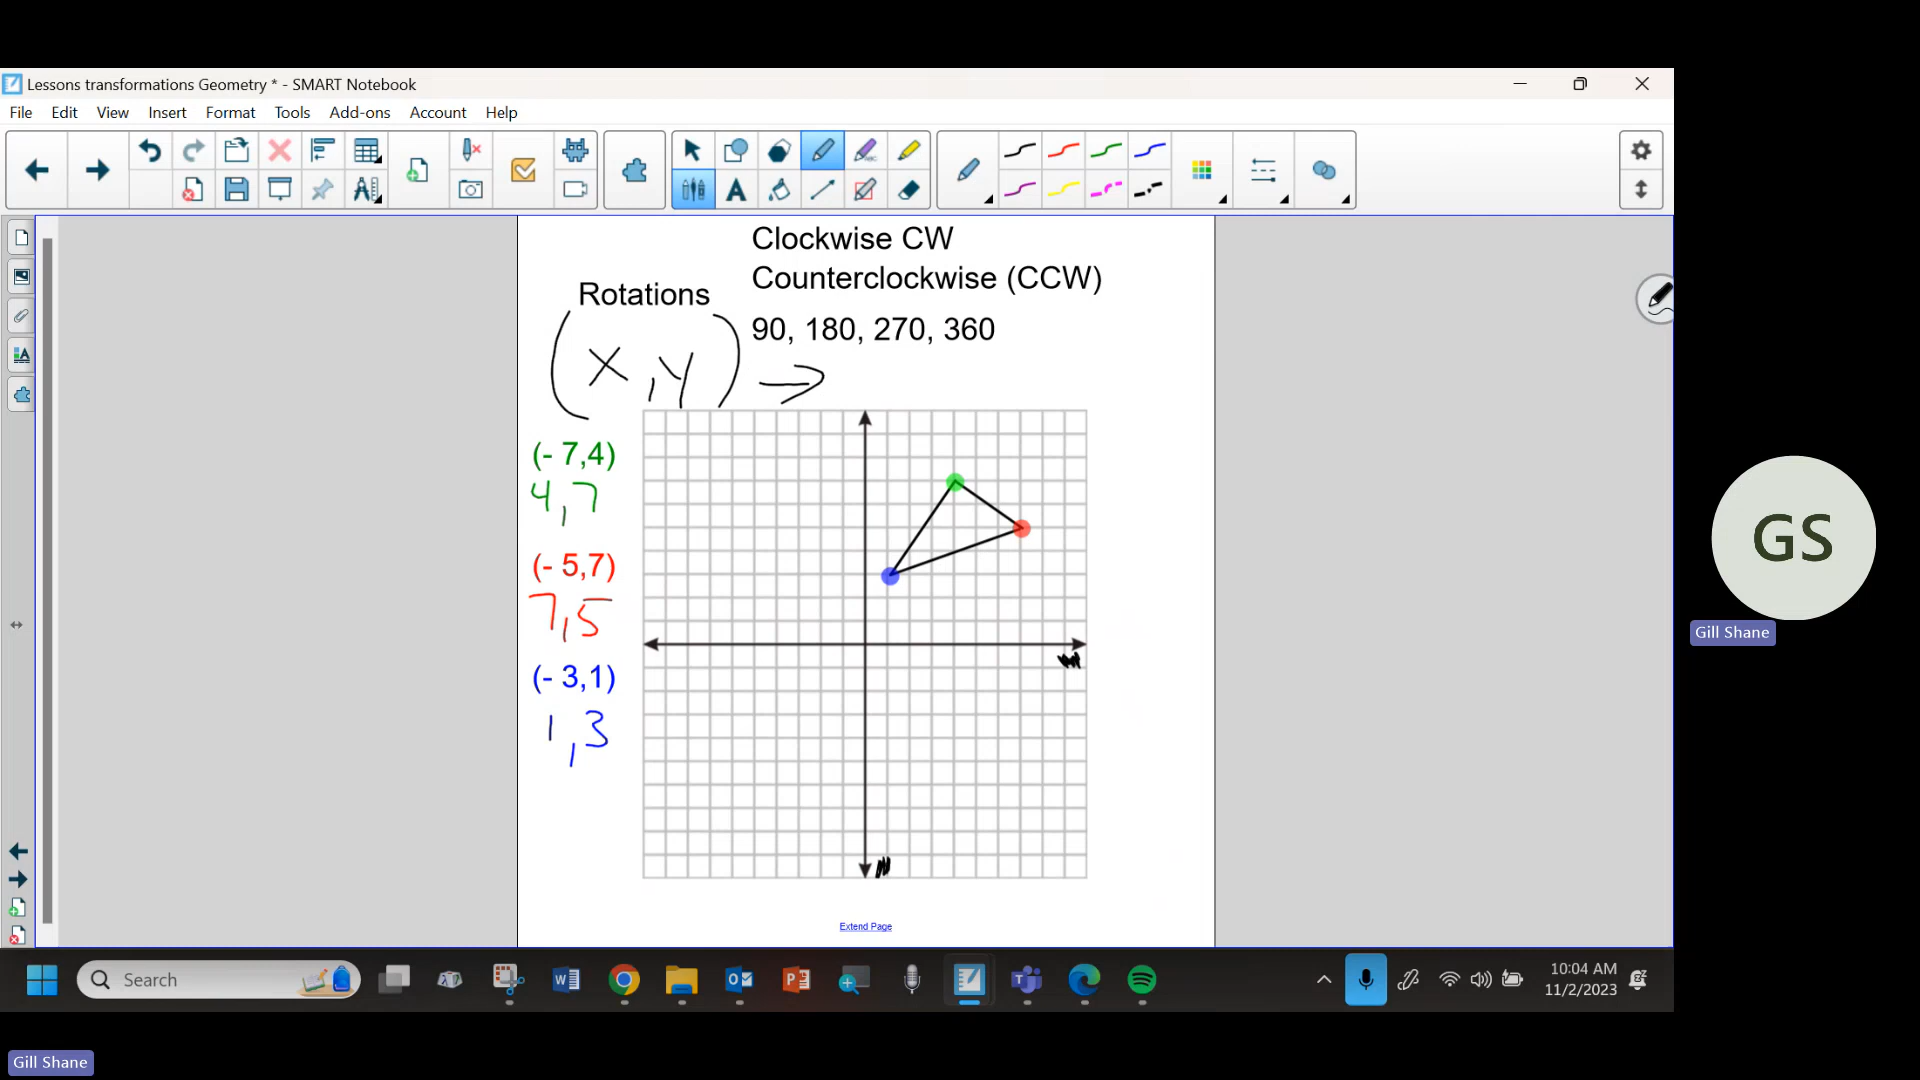 Lessons transformations Geometry * - SMART Notebook
File Edit View Insert Format Tools Add-ons Account Help
Clockwise CW
Counterclockwise (CCW)
Rotations
90, 180, 270, 360
(x,y) →
(- 7,4)
4,7
(- 5,7)
7,5
(- 3,1)
1,3
Extend Page
GS
Gill Shane
Search
10:04 AM
11/2/2023
Gill Shane